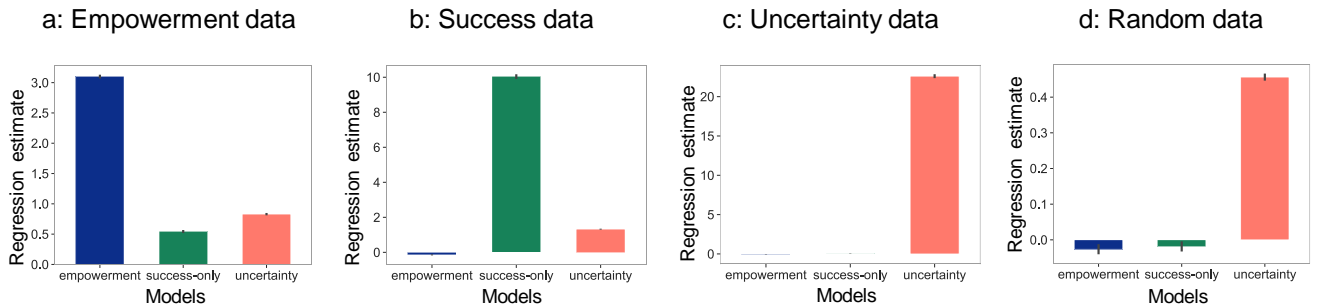 a: Empowerment data
b: Success data
c: Uncertainty data
d: Random data
Regression estimate
3.0
2.5
2.0
1.5
1.0
0.5
0.0
empowerment success-only uncertainty
Models
Regression estimate
10
8
6
4
2
0
empowerment success-only uncertainty
Models
Regression estimate
20
15
10
5
0
empowerment success-only uncertainty
Models
Regression estimate
0.4
0.3
0.2
0.1
0.0
empowerment success-only uncertainty
Models